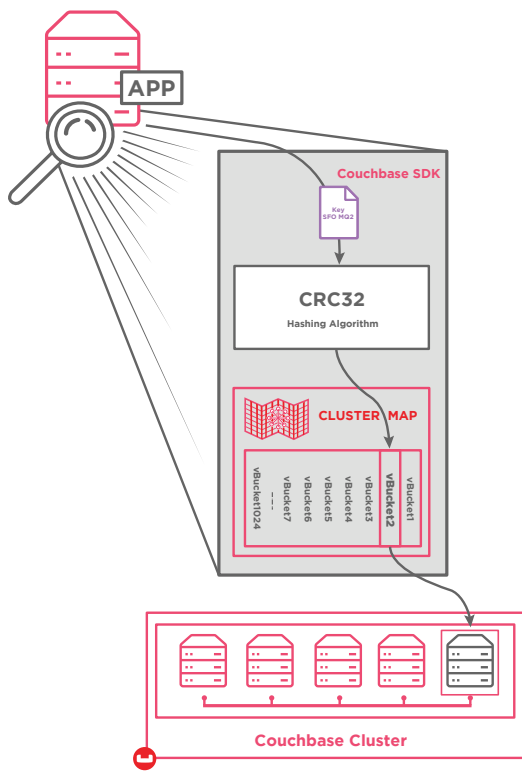 APP
Couchbase SDK
Key
SFO MQ2
CRC32
Hashing Algorithm
CLUSTER MAP
vBucket1024
---
vBucket7
vBucket6
vBucket5
vBucket4
vBucket3
vBucket2
vBucket1
Couchbase Cluster